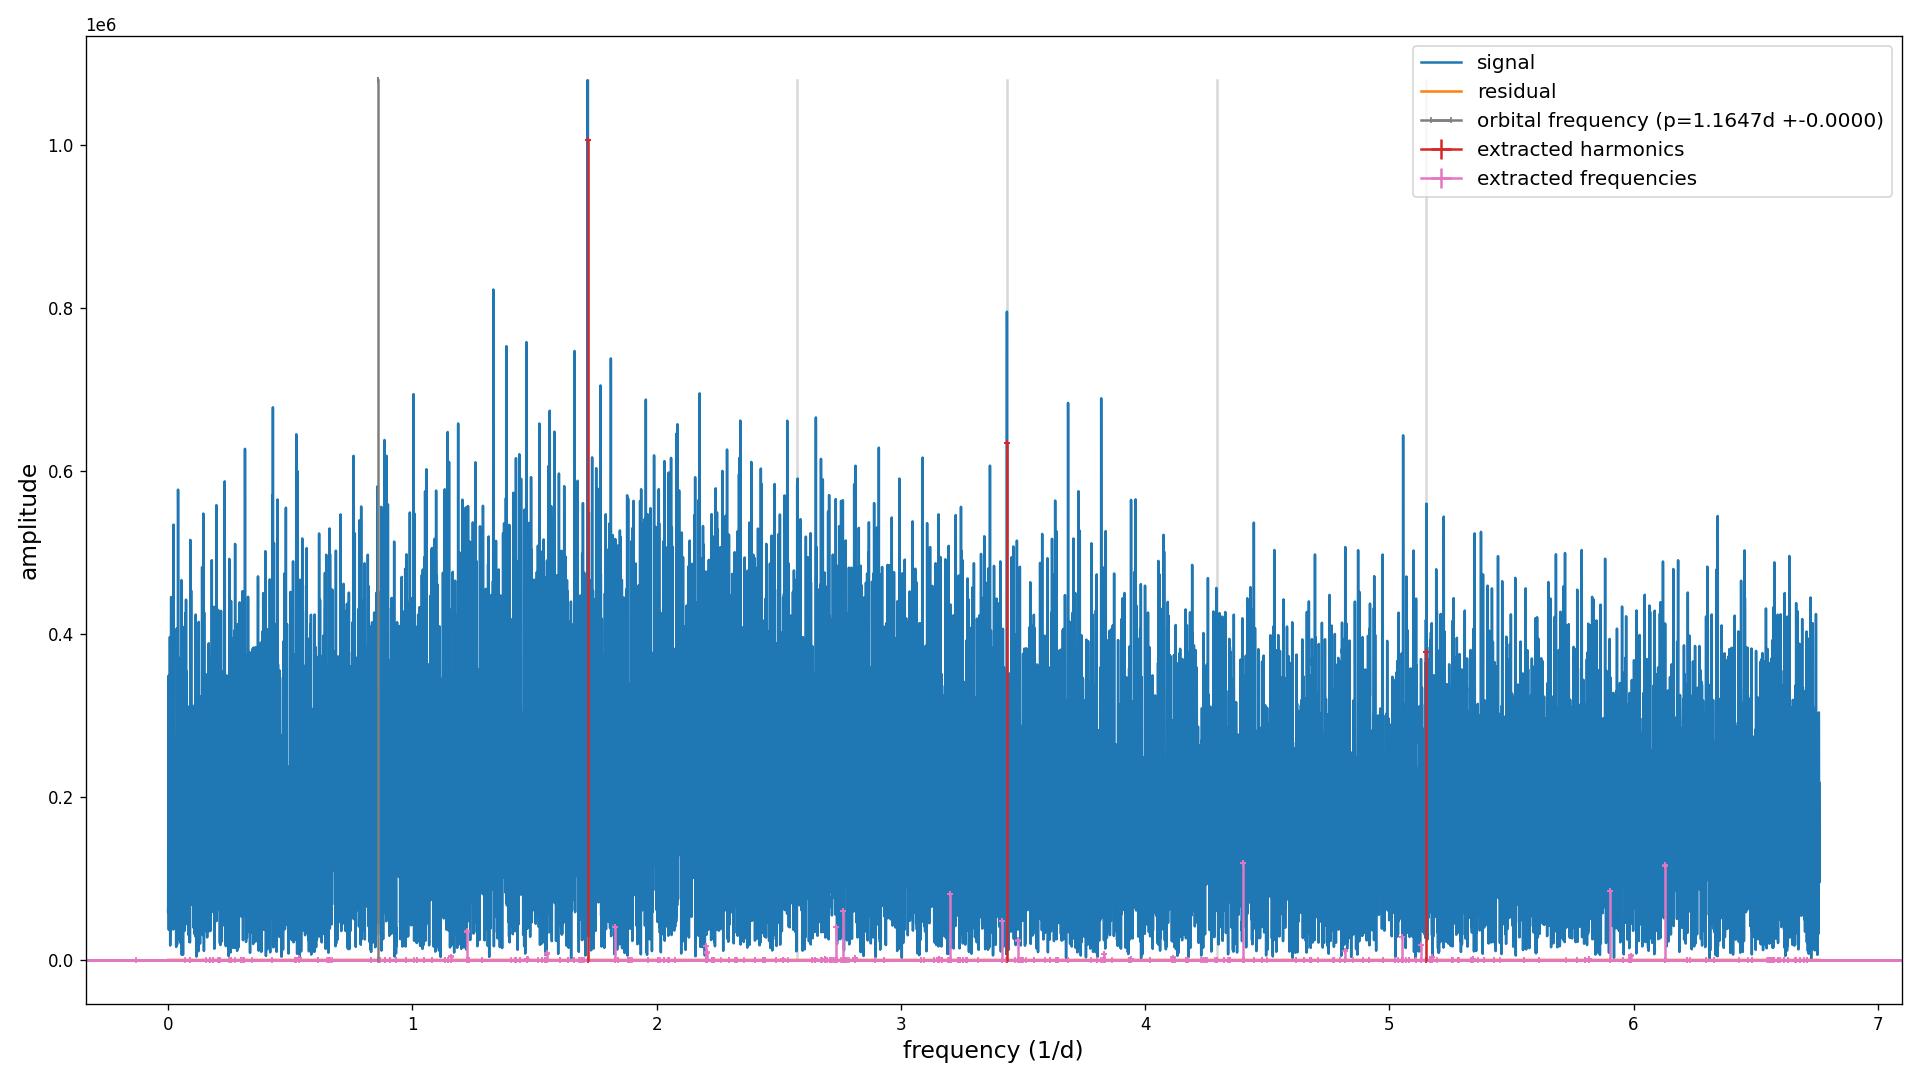 1e6
signal
residual
orbital frequency (p=1.1647d +-0.0000)
extracted harmonics
extracted frequencies
1.0
0.8
0.6
0.4
0.2
0.0
amplitude
0 1 2 3 4 5 6 7
frequency (1/d)